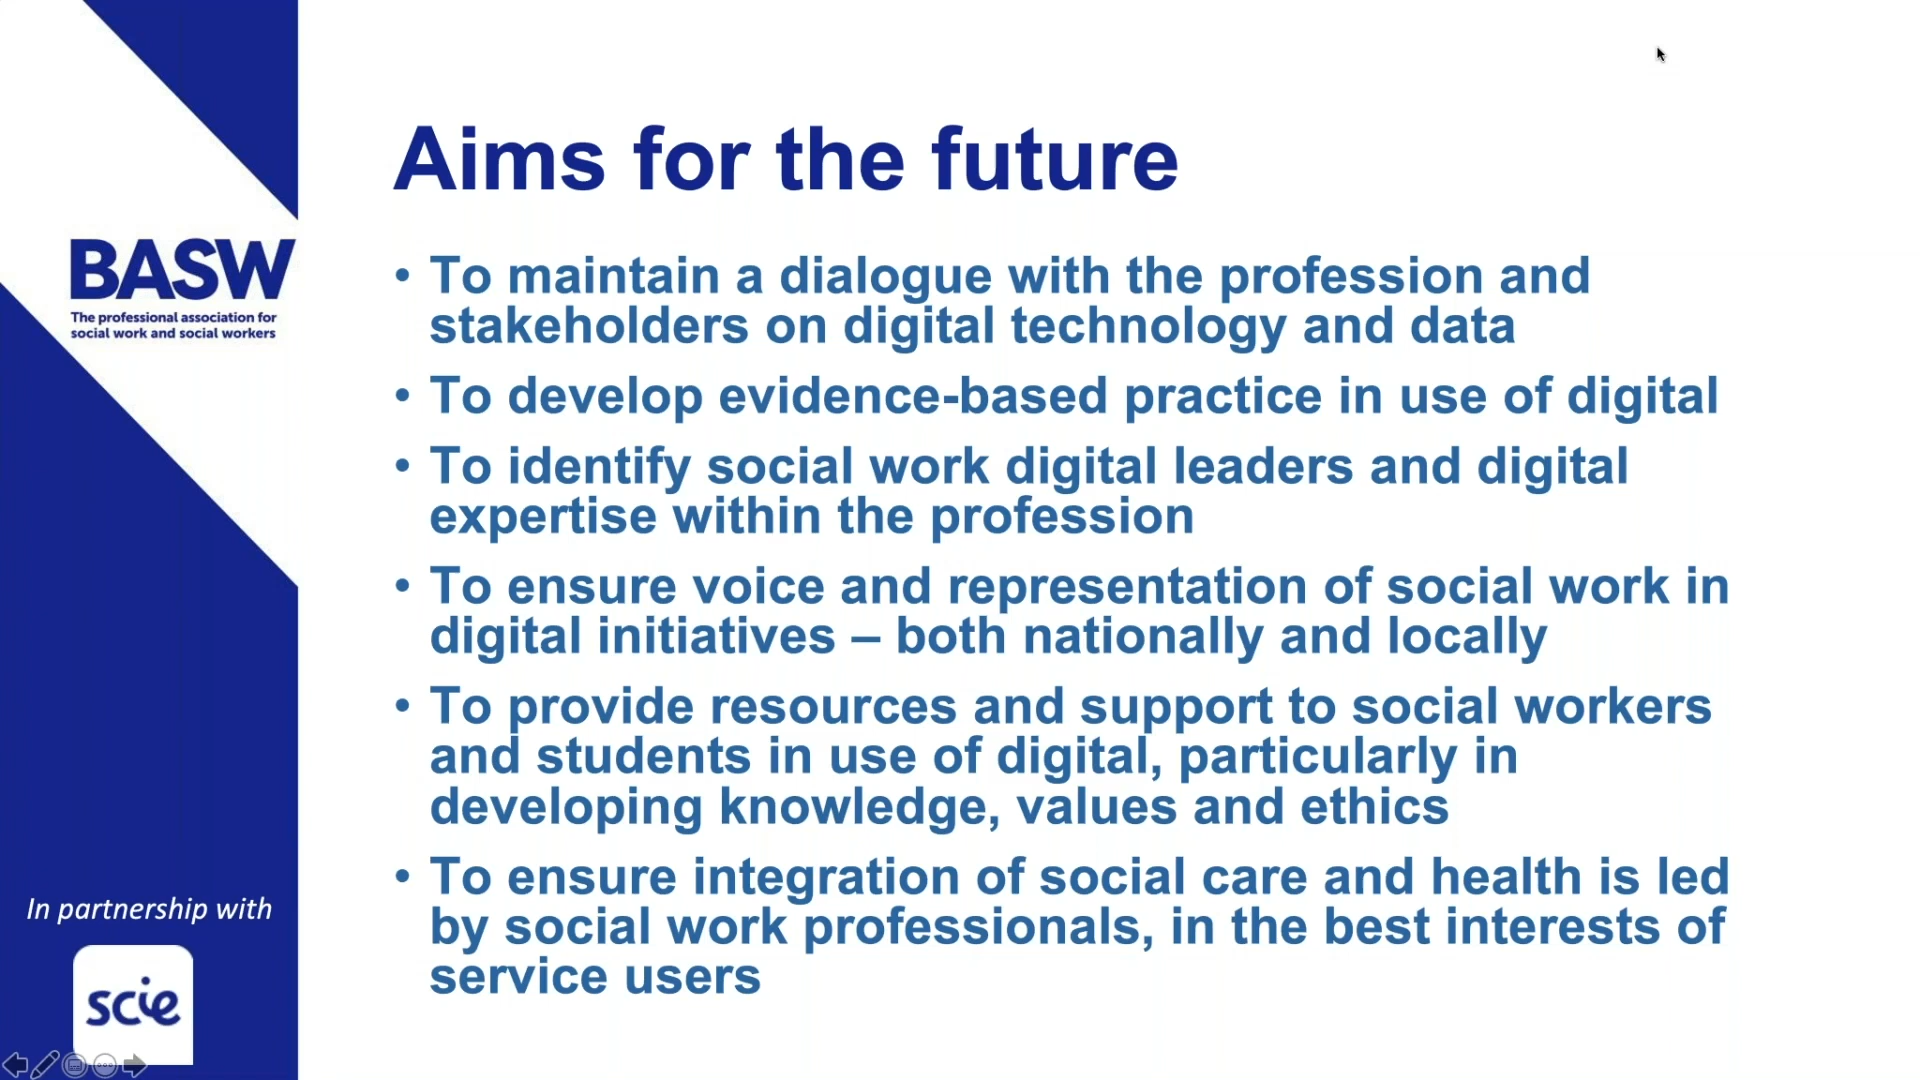 Aims for the future
BASW
The professional association for
social work and social workers
• To maintain a dialogue with the profession and
stakeholders on digital technology and data
• To develop evidence-based practice in use of digital
• To identify social work digital leaders and digital
expertise within the profession
• To ensure voice and representation of social work in
digital initiatives – both nationally and locally
• To provide resources and support to social workers
and students in use of digital, particularly in
developing knowledge, values and ethics
• To ensure integration of social care and health is led
by social work professionals, in the best interests of
service users
In partnership with
scie